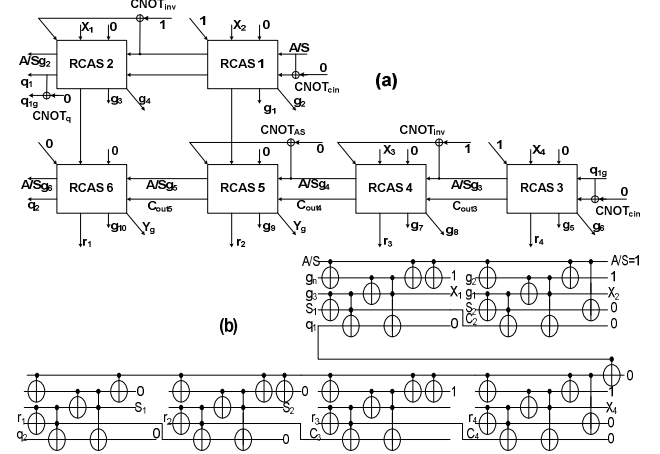 CNOTinv
X1 0 1 1 X2 0
A/S
A/Sg2 RCAS 2 RCAS 1
q1 0 0
q1g g3 g4 g1 g2 CNOTcin
CNOTq
(a)
CNOTAS CNOTinv
0 0 0 0 X3 0 1 1 X4 0
q1g
A/Sg6 RCAS 6 A/Sg5 RCAS 5 A/Sg4 RCAS 4 A/Sg3 RCAS 3
q2 Cout5 Cout4 Cout3 0
CNOTcin
r1 g10 Yg r2 g9 Yg r3 g7 g8 r4 g5 g6
A/S A/S=1
gn 1 g2 1
g3 X1 g1 X2
S1 S2 0
q1 0 C2 0
(b)
0
0 0 1 1
S1 S2 X4
r1 r2 r3 r4 0
q2 0 0 C3 C4 0